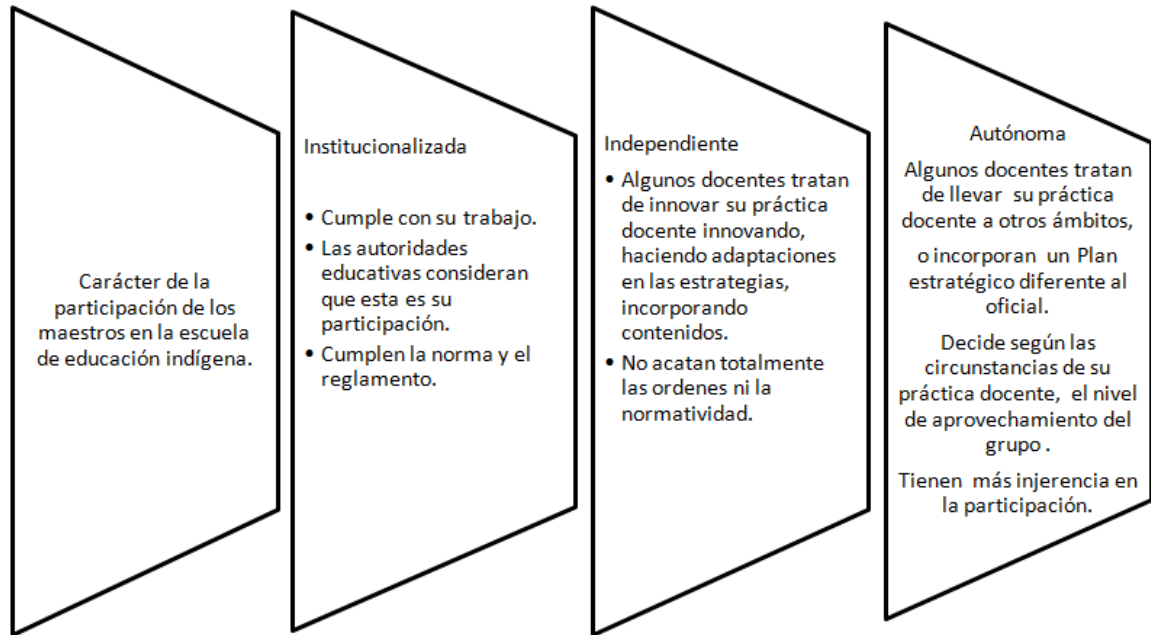 Carácter de la
participación de los
maestros en la escuela
de educación indígena.
Institucionalizada
• Cumple con su trabajo.
• Las autoridades
educativas consideran
que esta es su
participación.
• Cumplen la norma y el
reglamento.
Independiente
• Algunos docentes tratan
de innovar su práctica
docente innovando,
haciendo adaptaciones
en las estrategias,
incorporando
contenidos.
• No acatan totalmente
las ordenes ni la
normatividad.
Autónoma
Algunos docentes tratan
de llevar su práctica
docente a otros ámbitos,
o incorporan un Plan
estratégico diferente al
oficial.
Decide según las
circunstancias de su
práctica docente, el nivel
de aprovechamiento del
grupo .
Tienen más injerencia en
la participación.